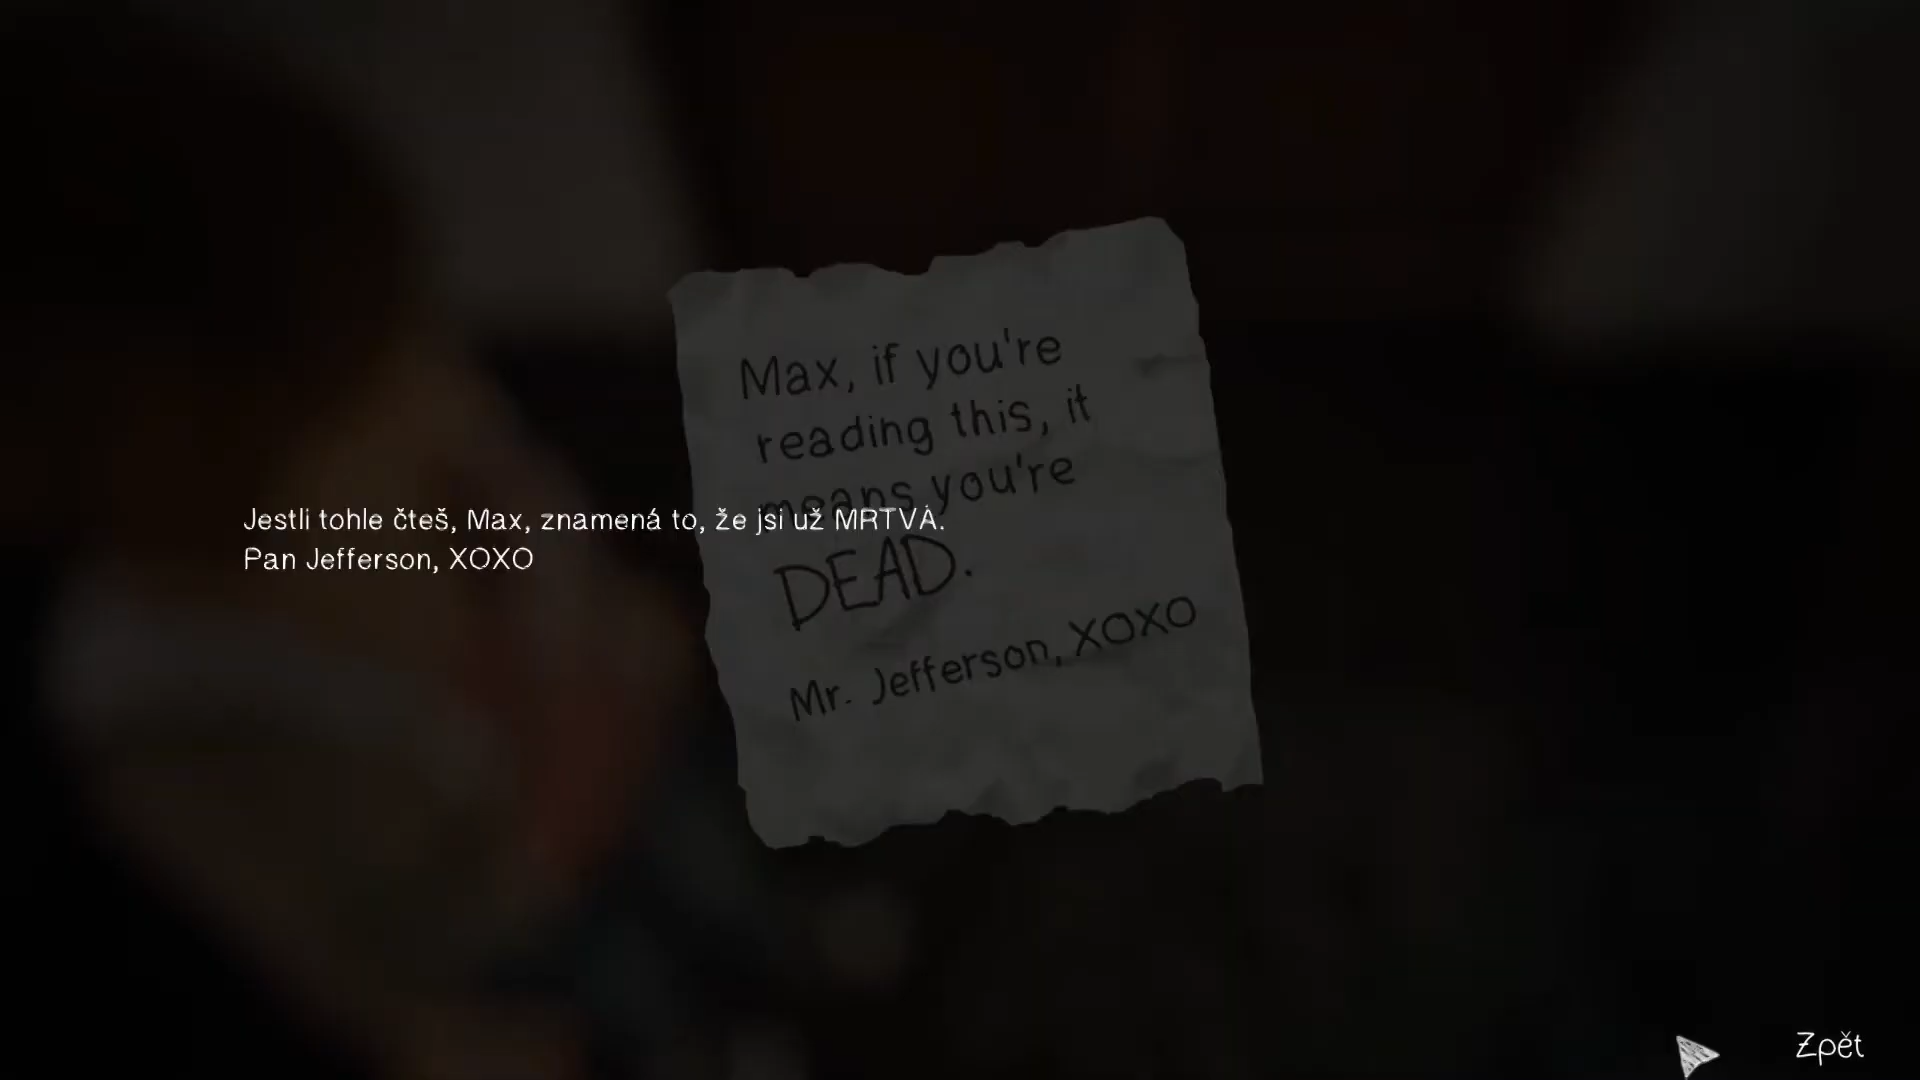 Max, if you're
reading this, it
means you're
DEAD.
Mr. Jefferson, XOXO
Jestli tohle čteš, Max, znamená to, že jsi už MRTVÁ.
Pan Jefferson, XOXO
Zpět